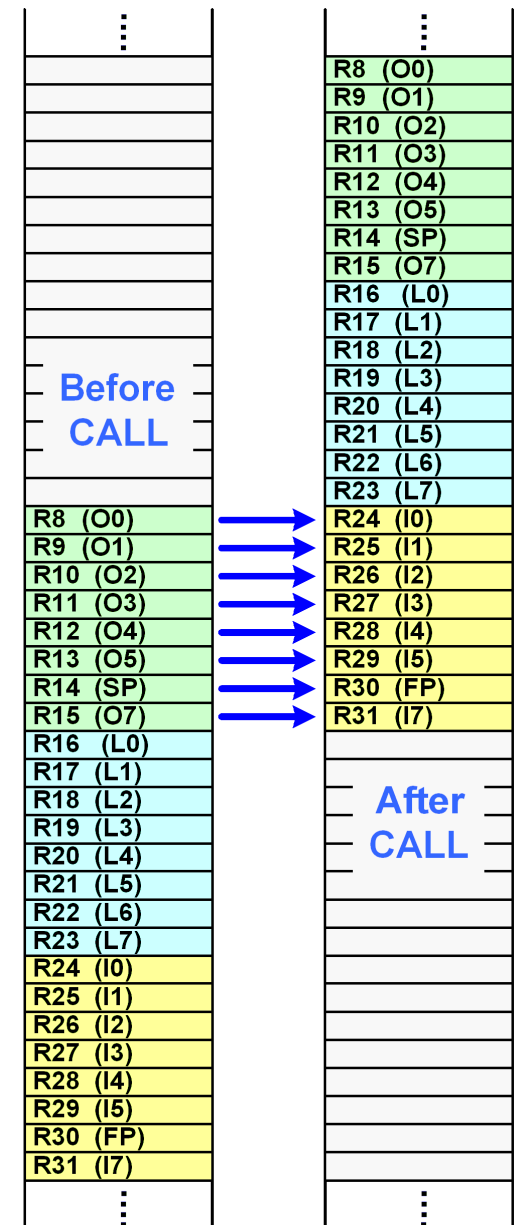 Before
CALL
R8 (O0)
R9 (O1)
R10 (O2)
R11 (O3)
R12 (O4)
R13 (O5)
R14 (SP)
R15 (O7)
R16 (L0)
R17 (L1)
R18 (L2)
R19 (L3)
R20 (L4)
R21 (L5)
R22 (L6)
R23 (L7)
R24 (I0)
R25 (I1)
R26 (I2)
R27 (I3)
R28 (I4)
R29 (I5)
R30 (FP)
R31 (I7)
R8 (O0)
R9 (O1)
R10 (O2)
R11 (O3)
R12 (O4)
R13 (O5)
R14 (SP)
R15 (O7)
R16 (L0)
R17 (L1)
R18 (L2)
R19 (L3)
R20 (L4)
R21 (L5)
R22 (L6)
R23 (L7)
R24 (I0)
R25 (I1)
R26 (I2)
R27 (I3)
R28 (I4)
R29 (I5)
R30 (FP)
R31 (I7)
After
CALL